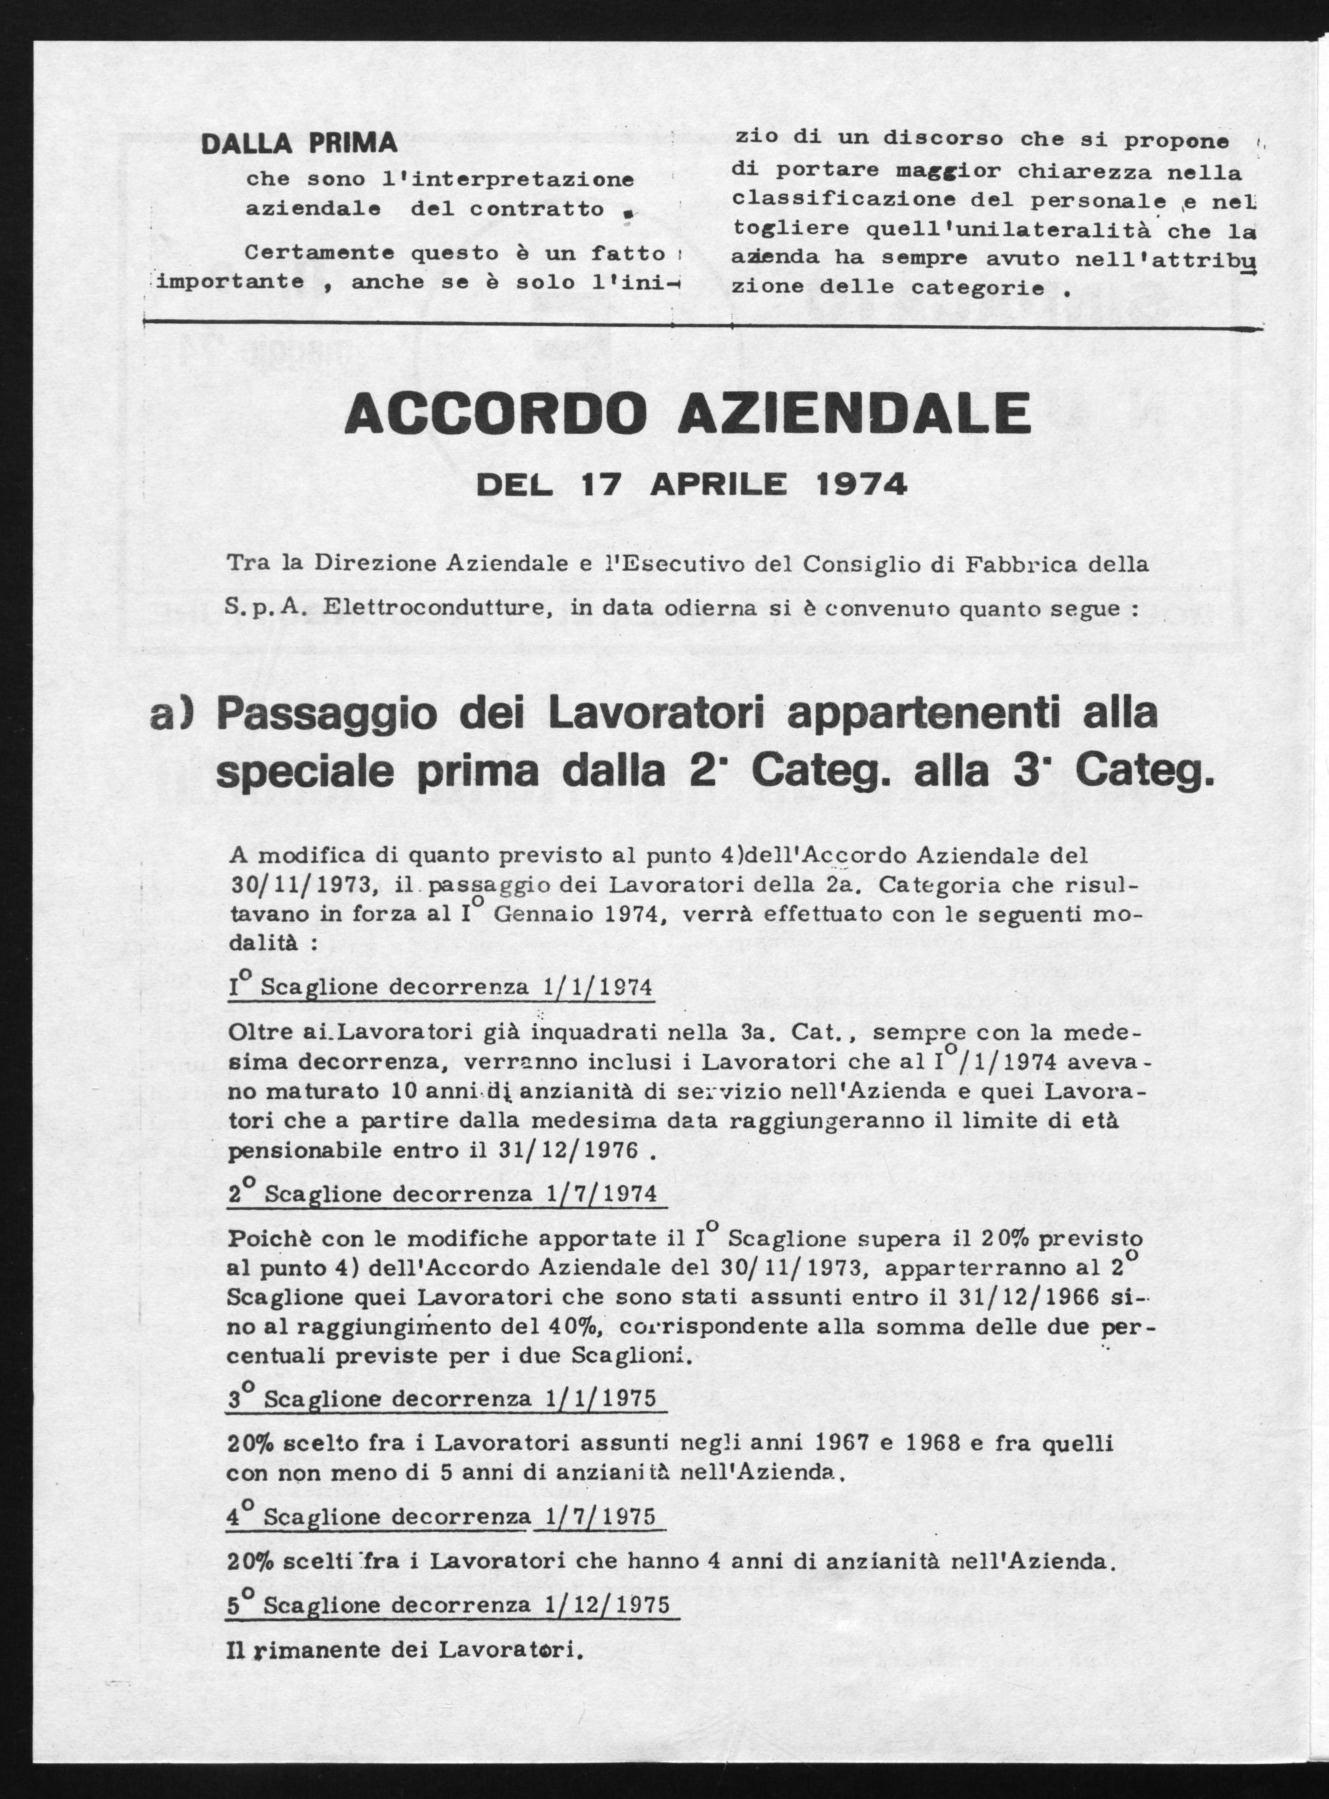 DALLA PRIMA
che sono l'interpretazione
aziendale del contratto .
Certamente questo è un fatto
importante , anche se è solo l'ini-
zio di un discorso che si propone
di portare maggior chiarezza nella
classificazione del personale e nel
togliere quell'unilateralità che la
azienda ha sempre avuto nell'attribu
zione delle categorie .
ACCORDO AZIENDALE
DEL 17 APRILE 1974
Tra la Direzione Aziendale e l'Esecutivo del Consiglio di Fabbrica della
S.p.A. Elettrocondutture, in data odierna si è convenuto quanto segue :
a) Passaggio dei Lavoratori appartenenti alla
speciale prima dalla 2ª Categ. alla 3ª Categ.
A modifica di quanto previsto al punto 4)dell'Accordo Aziendale del
30/11/1973, il passaggio dei Lavoratori della 2a. Categoria che risul-
tavano in forza al I° Gennaio 1974, verrà effettuato con le seguenti mo-
dalità :
I° Scaglione decorrenza 1/1/1974
Oltre ai Lavoratori già inquadrati nella 3a. Cat., sempre con la mede-
sima decorrenza, verranno inclusi i Lavoratori che al I°/1/1974 aveva-
no maturato 10 anni di anzianità di servizio nell'Azienda e quei Lavora-
tori che a partire dalla medesima data raggiungeranno il limite di età
pensionabile entro il 31/12/1976 .
2° Scaglione decorrenza 1/7/1974
Poichè con le modifiche apportate il I° Scaglione supera il 20% previsto
al punto 4) dell'Accordo Aziendale del 30/11/1973, apparterranno al 2°
Scaglione quei Lavoratori che sono stati assunti entro il 31/12/1966 si-
no al raggiungimento del 40%, corrispondente alla somma delle due per-
centuali previste per i due Scaglioni.
3° Scaglione decorrenza 1/1/1975
20% scelto fra i Lavoratori assunti negli anni 1967 e 1968 e fra quelli
con non meno di 5 anni di anzianità nell'Azienda.
4° Scaglione decorrenza 1/7/1975
20% scelti fra i Lavoratori che hanno 4 anni di anzianità nell'Azienda.
5° Scaglione decorrenza 1/12/1975
Il rimanente dei Lavoratori.